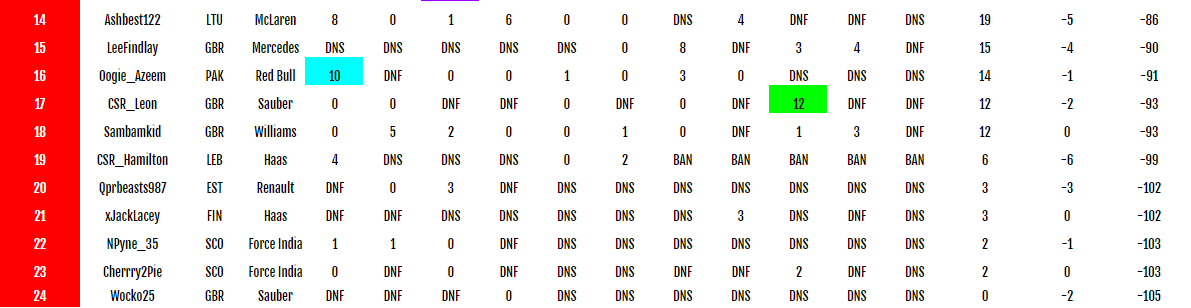 14 Ashbest122 LTU McLaren 8 0 1 6 0 0 DNS 4 DNF DNF DNS 19 -5 -86
15 LeeFindlay GBR Mercedes DNS DNS DNS DNS DNS 0 8 DNF 3 4 DNF 15 -4 -90
16 Oogie_Azeem PAK Red Bull 10 DNF 0 0 1 0 3 0 DNS DNS DNS 14 -1 -91
17 CSR_Leon GBR Sauber 0 0 DNF DNF 0 DNF 0 DNF 12 DNF DNF 12 -2 -93
18 Sambamkid GBR Williams 0 5 2 0 0 1 0 DNF 1 3 DNF 12 0 -93
19 CSR_Hamilton LEB Haas 4 DNS DNS DNS 0 2 BAN BAN BAN BAN BAN 6 -6 -99
20 Qprbeasts987 EST Renault DNF 0 3 DNF DNS DNS DNS DNS DNS DNS DNS 3 -3 -102
21 xJackLacey FIN Haas DNF DNF DNS DNS DNS DNS DNS 3 DNS DNF DNS 3 0 -102
22 NPyne_35 SCO Force India 1 1 0 DNF DNS DNS DNS DNS DNS DNS DNS 2 -1 -103
23 Cherrry2Pie SCO Force India 0 DNF 0 DNF DNS DNS DNF DNF 2 DNF DNS 2 0 -103
24 Wocko25 GBR Sauber DNF DNF DNF 0 DNS DNS DNS DNS DNS DNS DNS 0 -2 -105